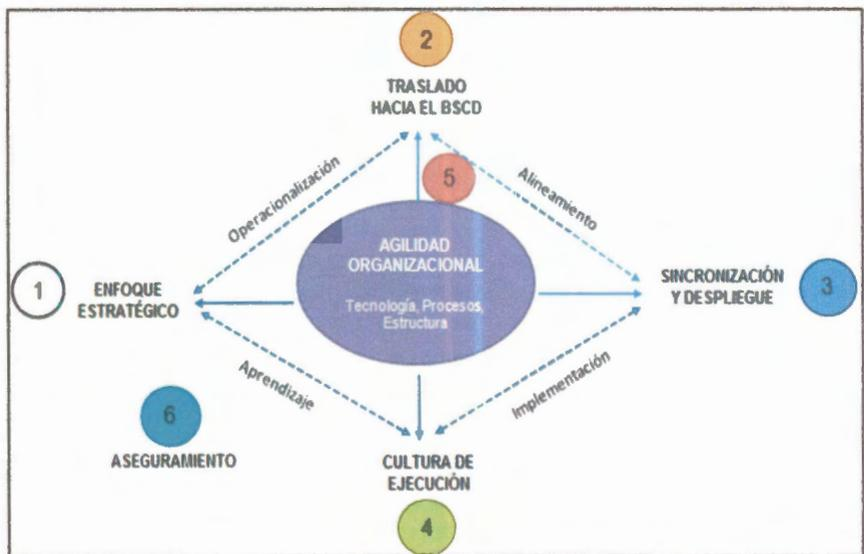 2
TRASLADO
HACIA EL BSCD
Operacionalización
5
Alineamiento
AGILIDAD
ORGANIZACIONAL
Tecnología, Procesos,
Estructura
1
ENFOQUE
ESTRATÉGICO
SINCRONIZACIÓN
Y DESPLIEGUE
3
Aprendizaje
Implementación
6
ASEGURAMIENTO
CULTURA DE
EJECUCIÓN
4